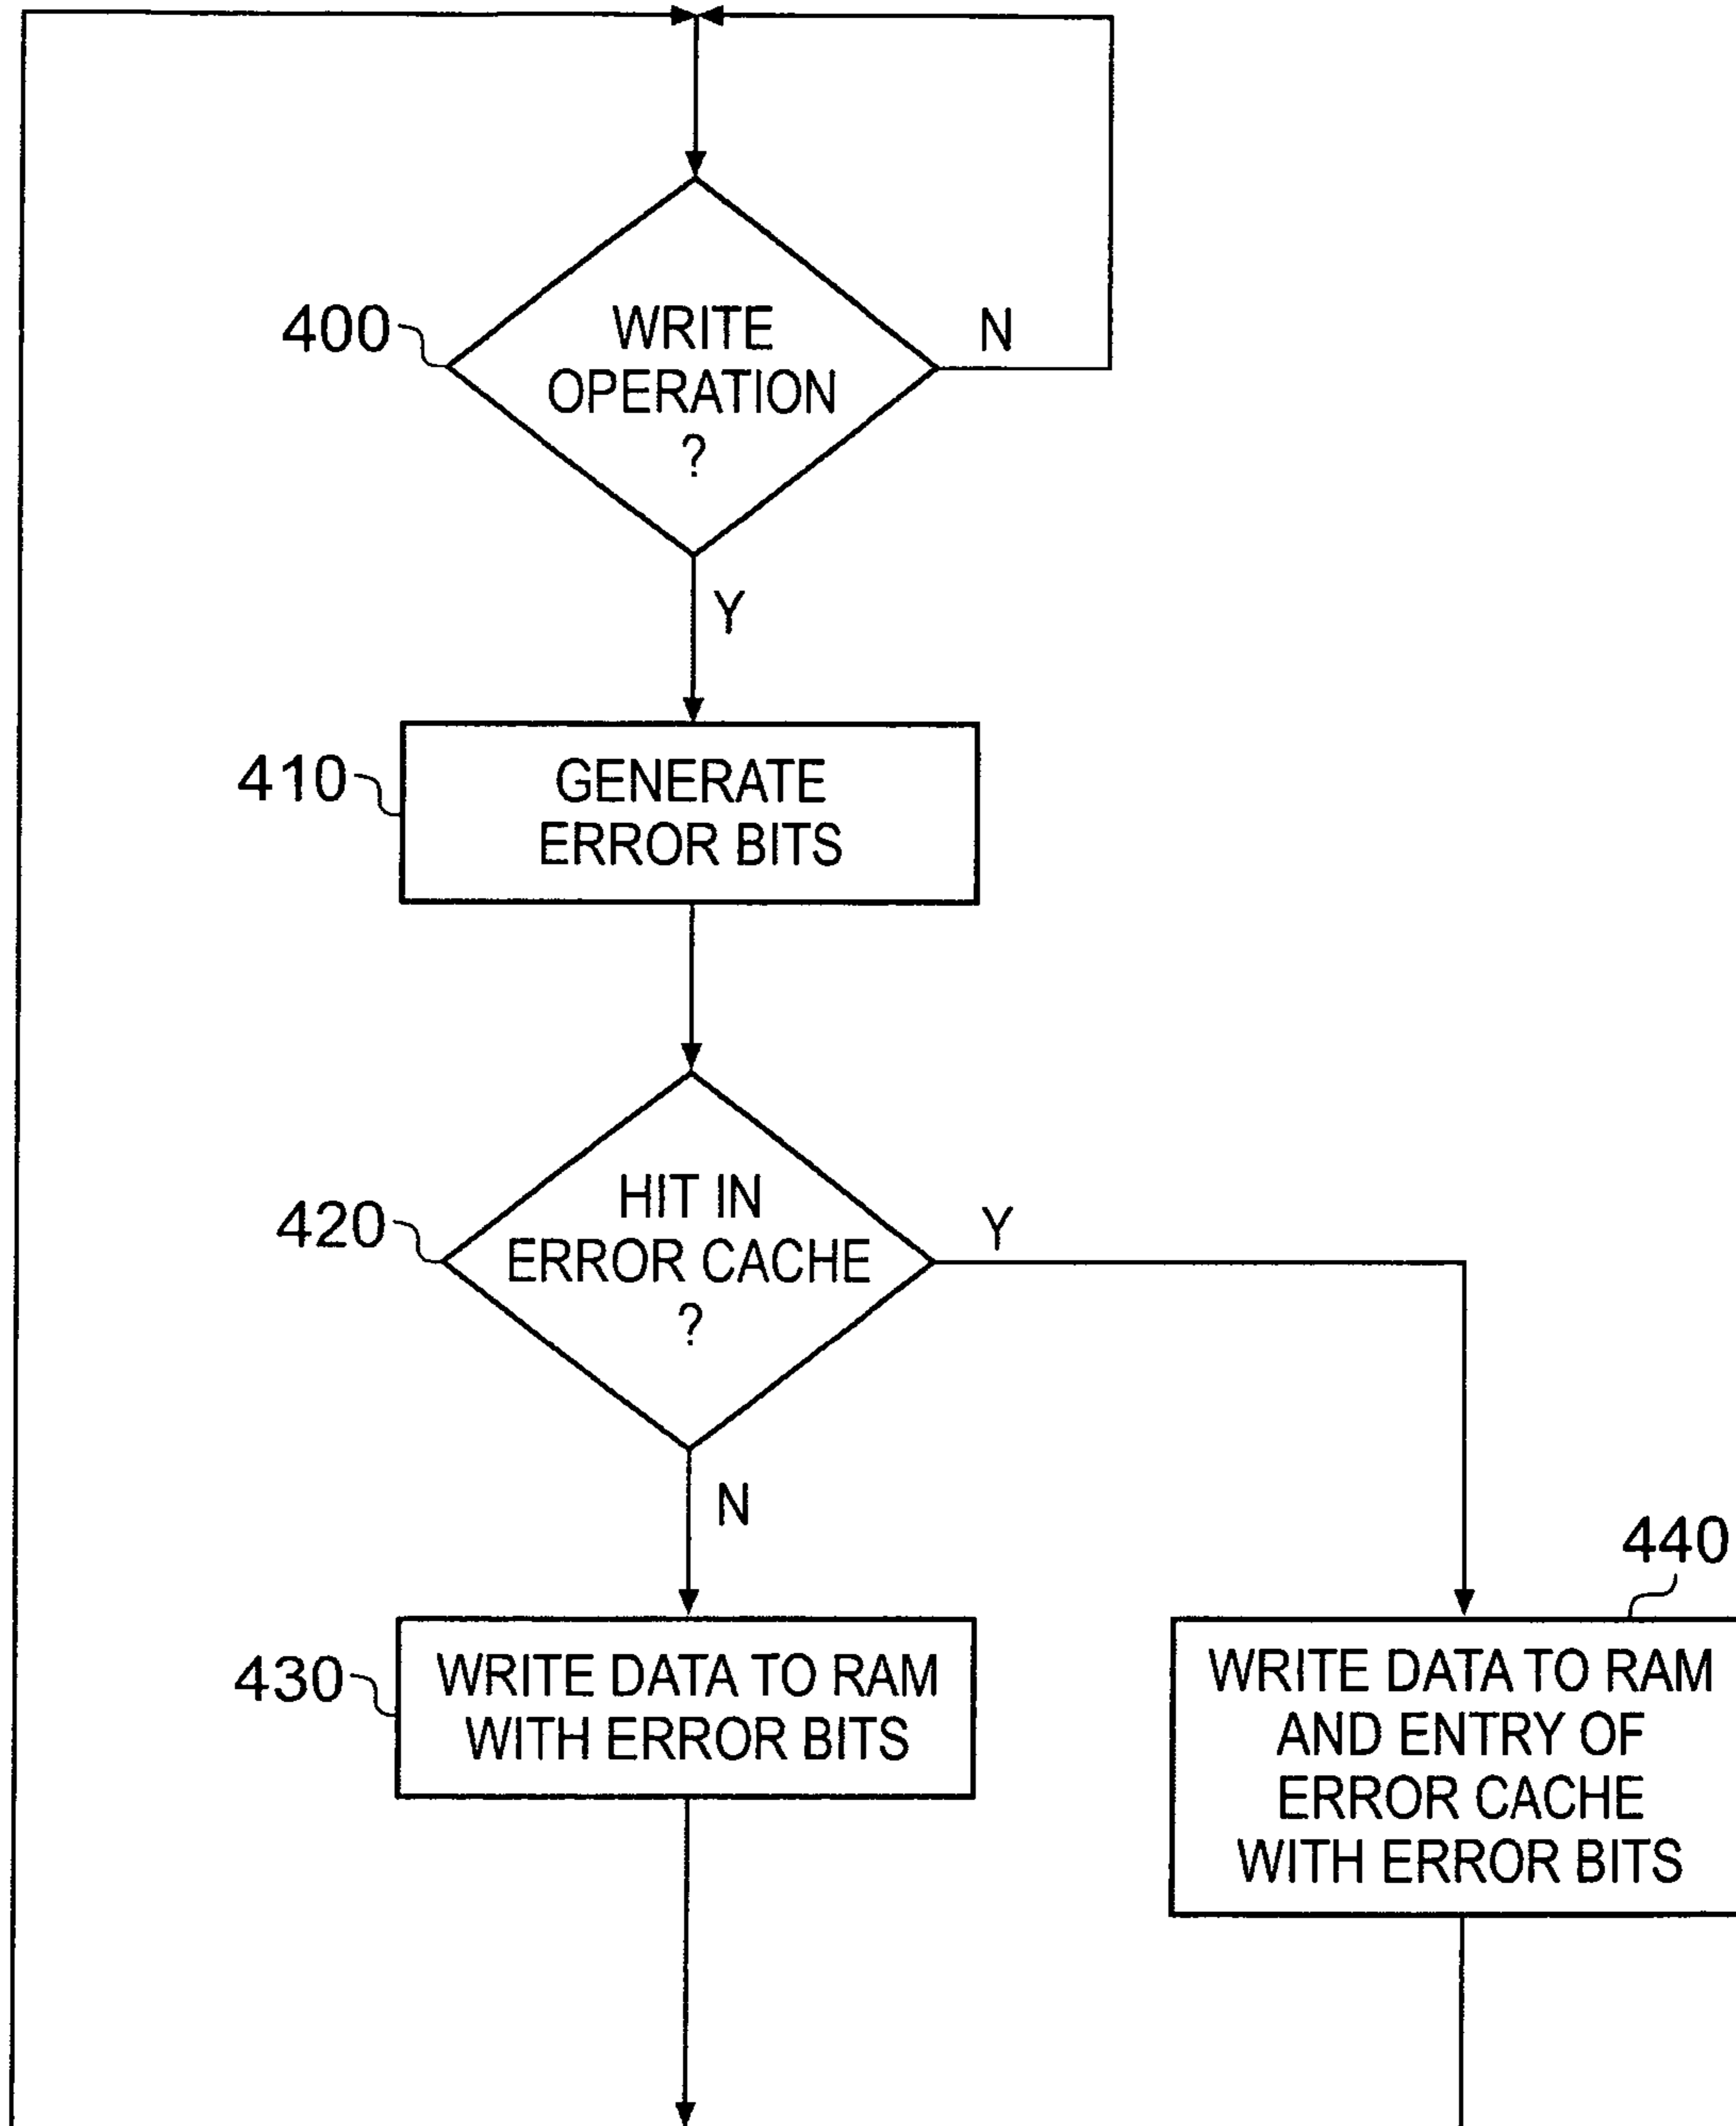 400
WRITE
OPERATION
?
N
Y
410
GENERATE
ERROR BITS
420
HIT IN
ERROR CACHE
?
Y
N
430
WRITE DATA TO RAM
WITH ERROR BITS
440
WRITE DATA TO RAM
AND ENTRY OF
ERROR CACHE
WITH ERROR BITS